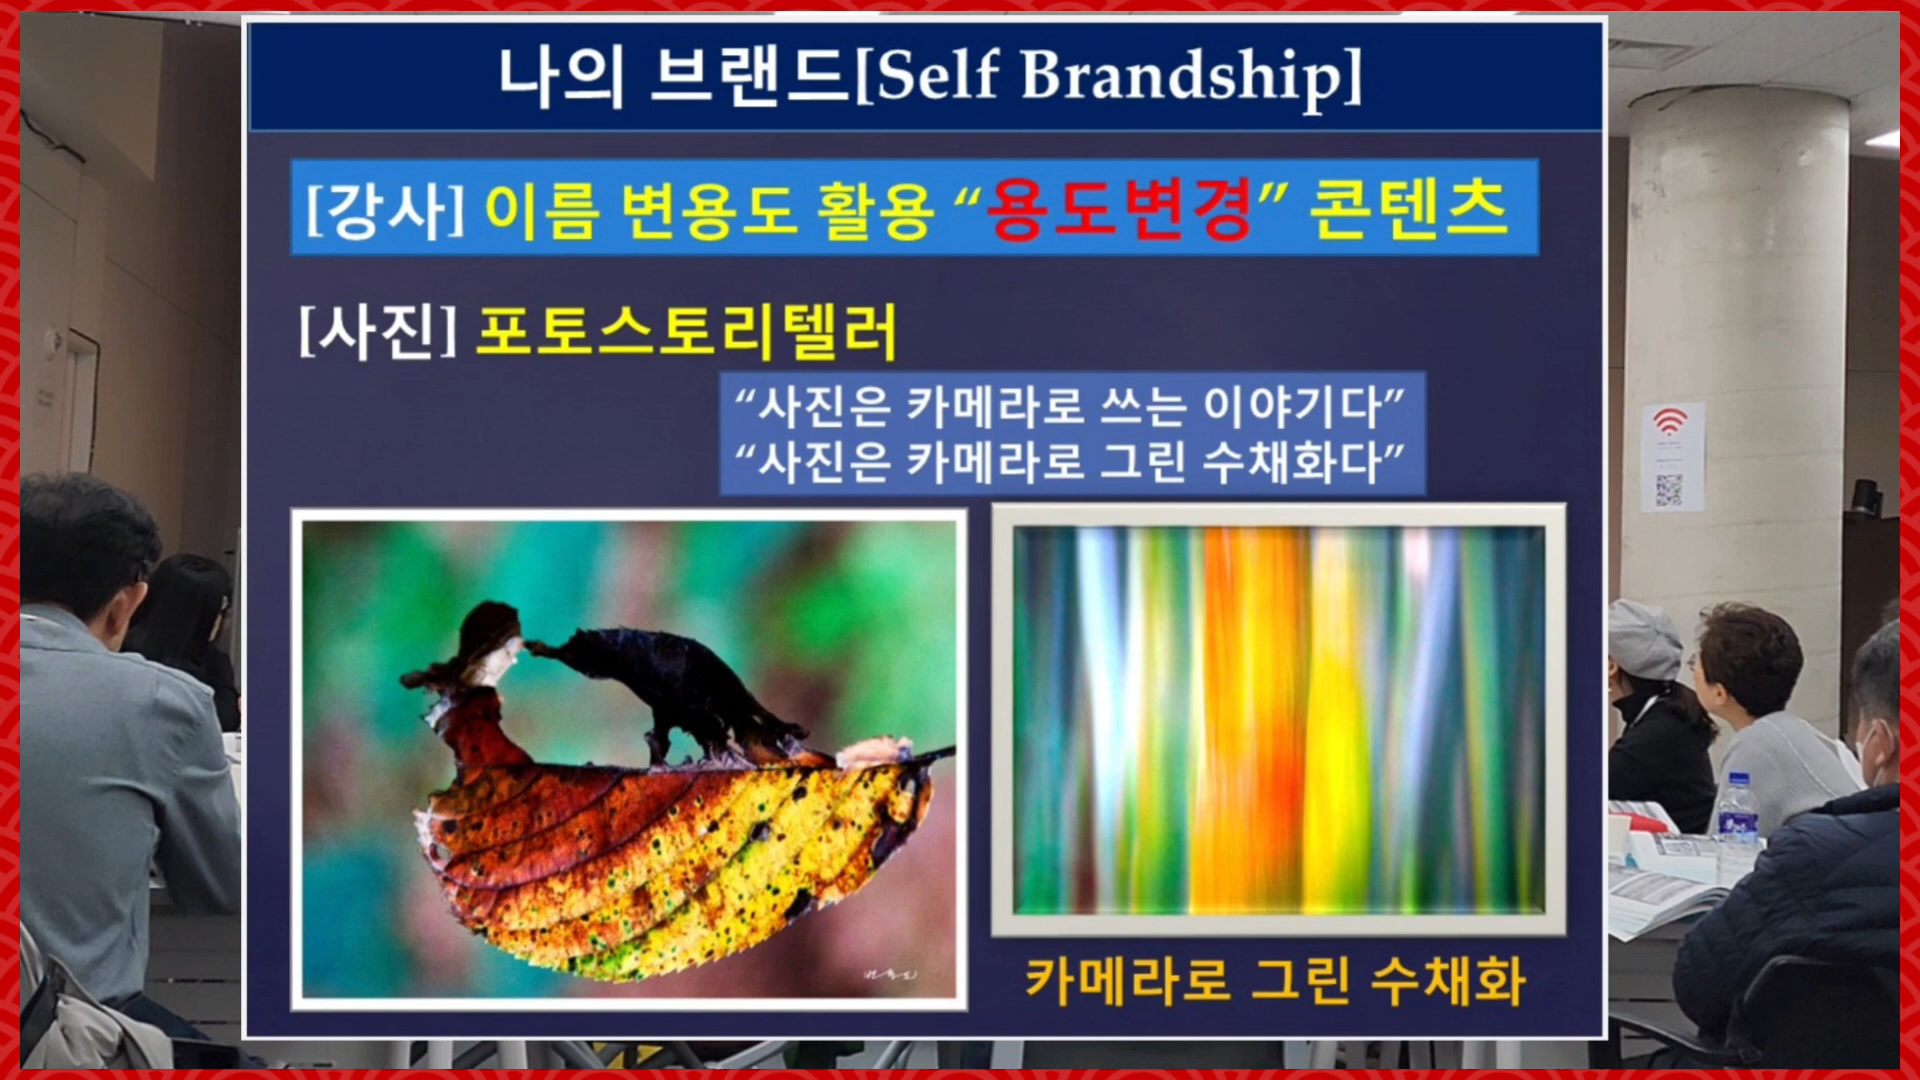 나의 브랜드[Self Brandship]
[강사] 이름 변용도 활용 “용도변경” 콘텐츠
[사진] 포토스토리텔러
“사진은 카메라로 쓰는 이야기다”
“사진은 카메라로 그린 수채화다”
변용도
카메라로 그린 수채화